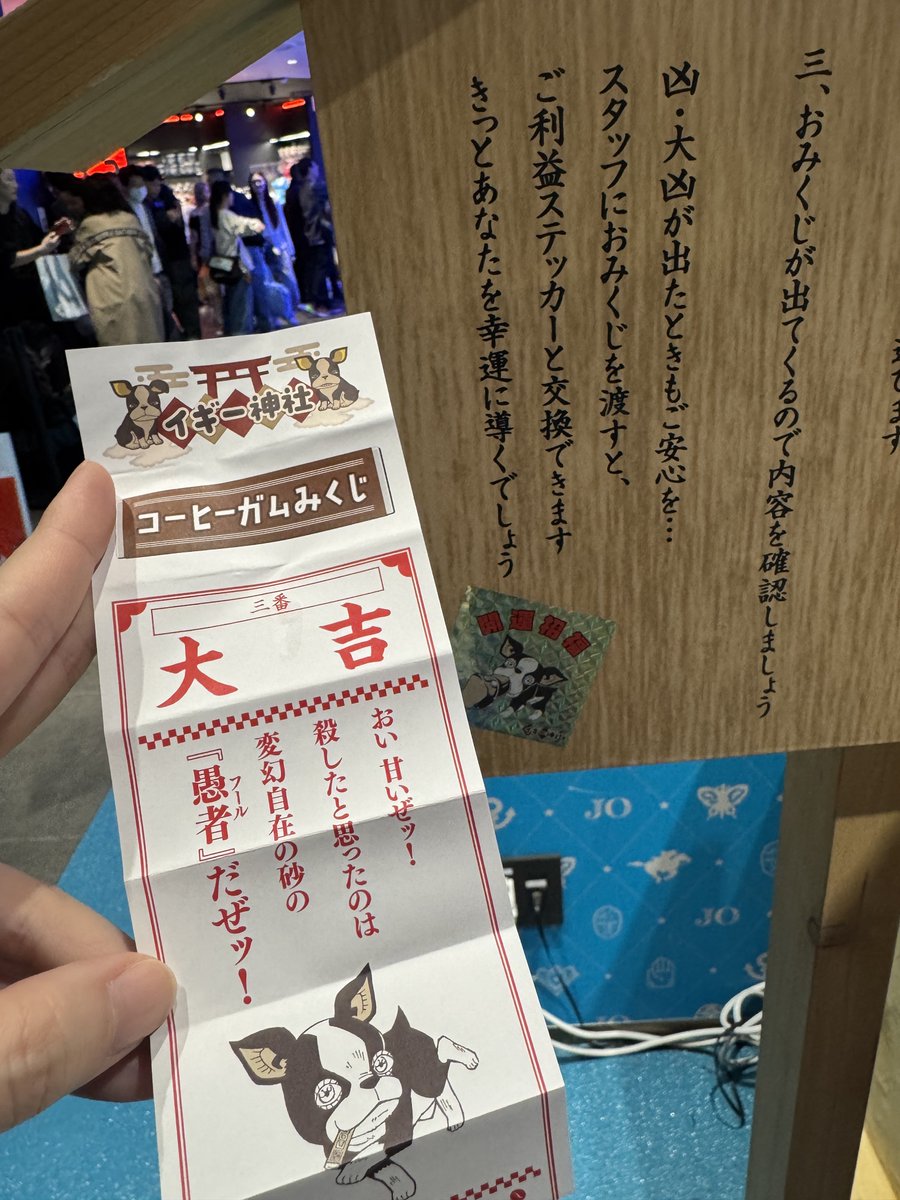 三、おみくじが出てくるので内容を確認しましょう
凶・大凶が出たときもご安心を…
スタッフにおみくじを渡すと、
ご利益ステッカーと交換できます
きっとあなたを幸運に導くでしょう
開運招福
イギー神社
コーヒーガムみくじ
三番
大吉
おい 甘いぜッ!
殺したと思ったのは
変幻自在の砂の
『愚者』だぜッ!
フール
JO
JO